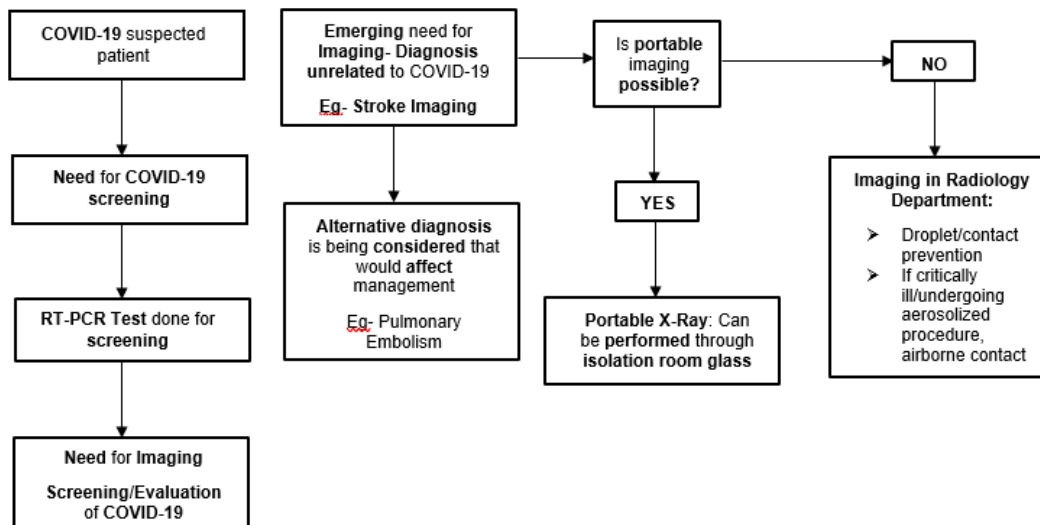 COVID-19 suspected
patient
Need for COVID-19
screening
RT-PCR Test done for
screening
Need for Imaging
Screening/Evaluation
of COVID-19
Emerging need for
Imaging- Diagnosis
unrelated to COVID-19
Eg- Stroke Imaging
Alternative diagnosis
is being considered that
would affect
management
Eg- Pulmonary
Embolism
Is portable
imaging
possible?
YES
Portable X-Ray: Can
be performed through
isolation room glass
NO
Imaging in Radiology
Department:
➢ Droplet/contact
prevention
➢ If critically
ill/undergoing
aerosolized
procedure,
airborne contact